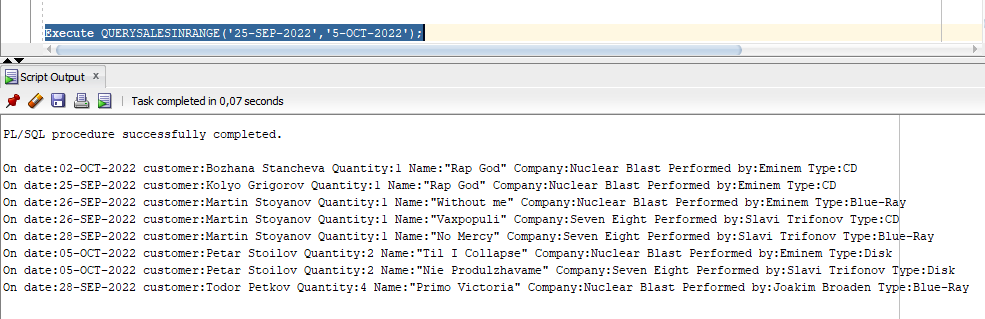 Execute QUERYSALESINRANGE('25-SEP-2022','5-OCT-2022');
Script Output x
Task completed in 0,07 seconds
PL/SQL procedure successfully completed.
On date:02-OCT-2022 customer:Bozhana Stancheva Quantity:1 Name:"Rap God" Company:Nuclear Blast Performed by:Eminem Type:CD
On date:25-SEP-2022 customer:Kolyo Grigorov Quantity:1 Name:"Rap God" Company:Nuclear Blast Performed by:Eminem Type:CD
On date:26-SEP-2022 customer:Martin Stoyanov Quantity:1 Name:"Without me" Company:Nuclear Blast Performed by:Eminem Type:Blue-Ray
On date:26-SEP-2022 customer:Martin Stoyanov Quantity:1 Name:"Vaxpopuli" Company:Seven Eight Performed by:Slavi Trifonov Type:CD
On date:28-SEP-2022 customer:Martin Stoyanov Quantity:1 Name:"No Mercy" Company:Seven Eight Performed by:Slavi Trifonov Type:Blue-Ray
On date:05-OCT-2022 customer:Petar Stoilov Quantity:2 Name:"Til I Collapse" Company:Nuclear Blast Performed by:Eminem Type:Disk
On date:05-OCT-2022 customer:Petar Stoilov Quantity:2 Name:"Nie Produlzhavame" Company:Seven Eight Performed by:Slavi Trifonov Type:Disk
On date:28-SEP-2022 customer:Todor Petkov Quantity:4 Name:"Primo Victoria" Company:Nuclear Blast Performed by:Joakim Broaden Type:Blue-Ray